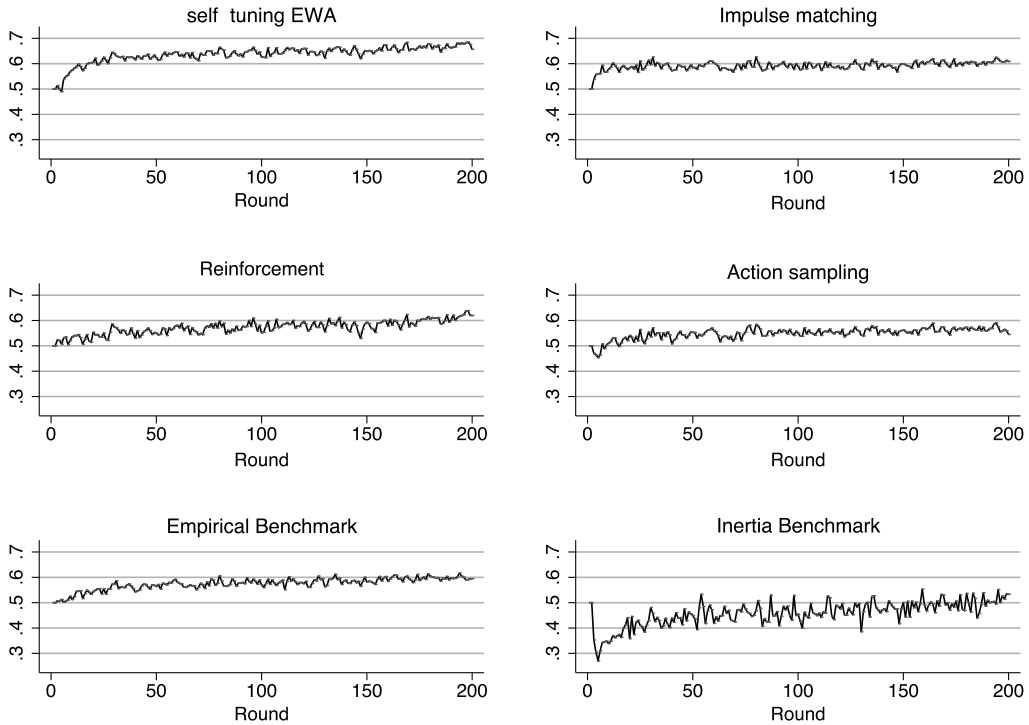 self tuning EWA
.3 .4 .5 .6 .7
0 50 100 150 200
Round
Impulse matching
.3 .4 .5 .6 .7
0 50 100 150 200
Round
Reinforcement
.3 .4 .5 .6 .7
0 50 100 150 200
Round
Action sampling
.3 .4 .5 .6 .7
0 50 100 150 200
Round
Empirical Benchmark
.3 .4 .5 .6 .7
0 50 100 150 200
Round
Inertia Benchmark
.3 .4 .5 .6 .7
0 50 100 150 200
Round